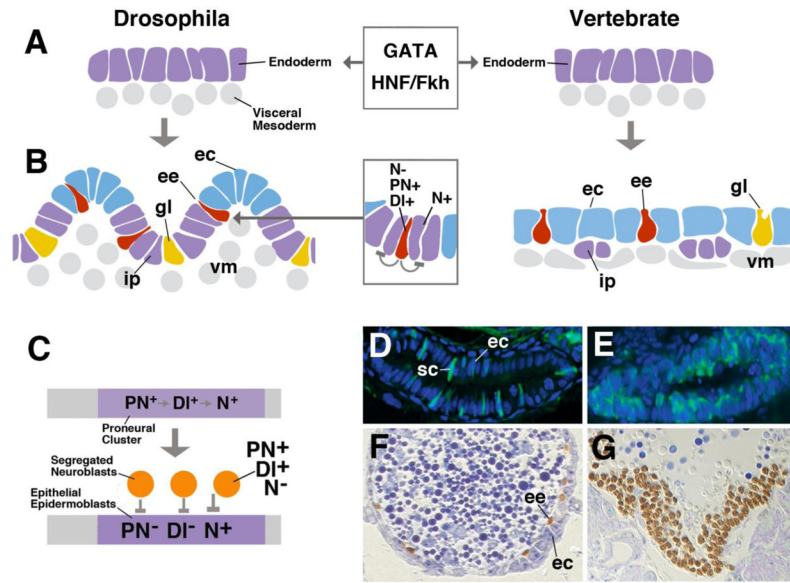 Drosophila
Vertebrate
A
Endoderm
GATA
HNF/Fkh
Endoderm
Visceral
Mesoderm
B
ee
ec
gl
ip
vm
N-
PN+
Dl+
N+
ec
ee
gl
ip
vm
C
PN+ Dl+ N+
Proneural
Cluster
Segregated
Neuroblasts
PN+
Dl+
N-
Epithelial
Epidermoblasts
PN- Dl- N+
D
sc
ec
E
F
ee
ec
G